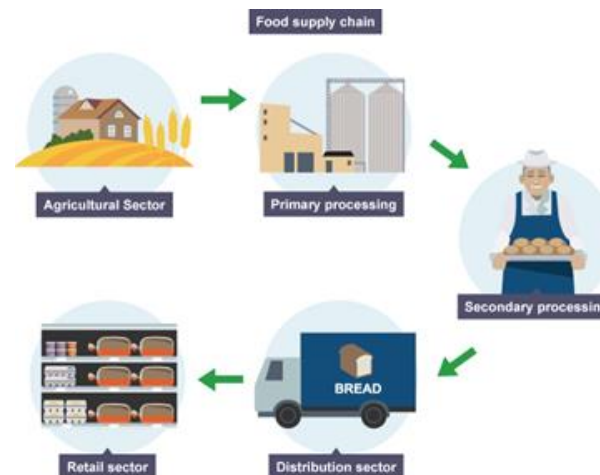 Food supply chain
Agricultural Sector
Primary processing
Secondary processin
BREAD
Distribution sector
Retail sector